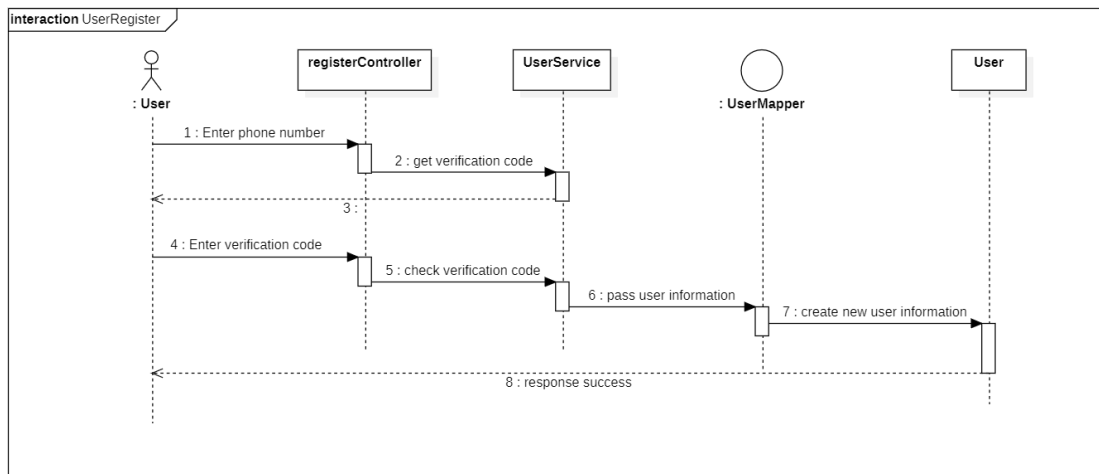 interaction UserRegister
registerController
UserService
User
: User
: UserMapper
1 : Enter phone number
2 : get verification code
3 :
4 : Enter verification code
5 : check verification code
6 : pass user information
7 : create new user information
8 : response success